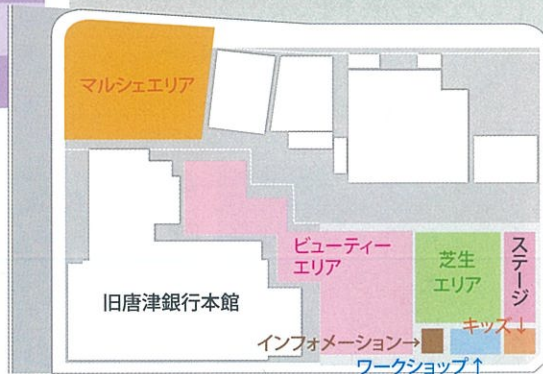 マルシェエリア
ビューティー
エリア
芝生
エリア
ステージ
旧唐津銀行本館
キッズ↓
インフォメーション→
ワークショップ↑